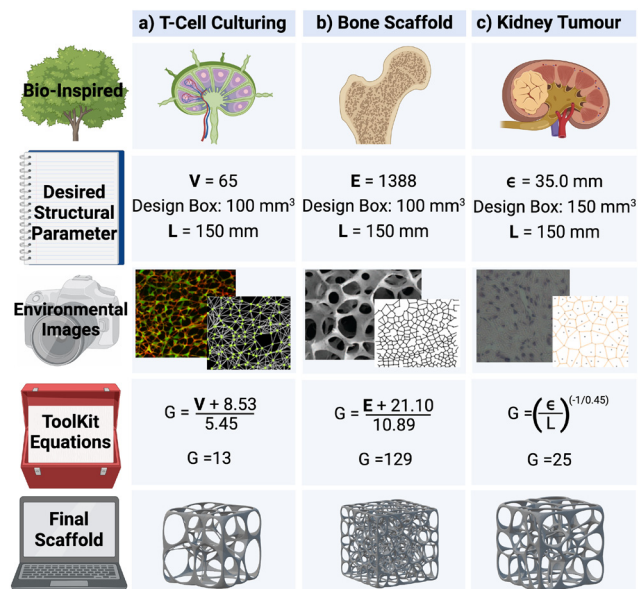 a) T-Cell Culturing
b) Bone Scaffold
c) Kidney Tumour
Bio-Inspired
Desired
Structural
Parameter
V = 65
Design Box: 100 mm³
L = 150 mm
E = 1388
Design Box: 100 mm³
L = 150 mm
ϵ = 35.0 mm
Design Box: 150 mm³
L = 150 mm
Environmental
Images
ToolKit
Equations
G = V + 8.53 / 5.45
G =13
G = E + 21.10 / 10.89
G =129
G =(ϵ/L)^(-1/0.45)
G =25
Final
Scaffold